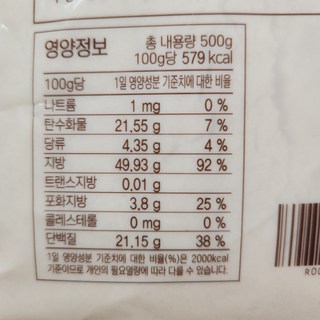 영양정보 총 내용량 500g
100g당 579 kcal
100g당 1일 영양성분 기준치에 대한 비율
나트륨 1 mg 0 %
탄수화물 21,55 g 7 %
당류 4,35 g 4 %
지방 49,93 g 92 %
트랜스지방 0,01 g
포화지방 3,8 g 25 %
콜레스테롤 0 mg 0 %
단백질 21,15 g 38 %
1일 영양성분 기준치에 대한 비율(%)은 2000kcal
기준이므로 개인의 필요열량에 따라 다를 수 있습니다.